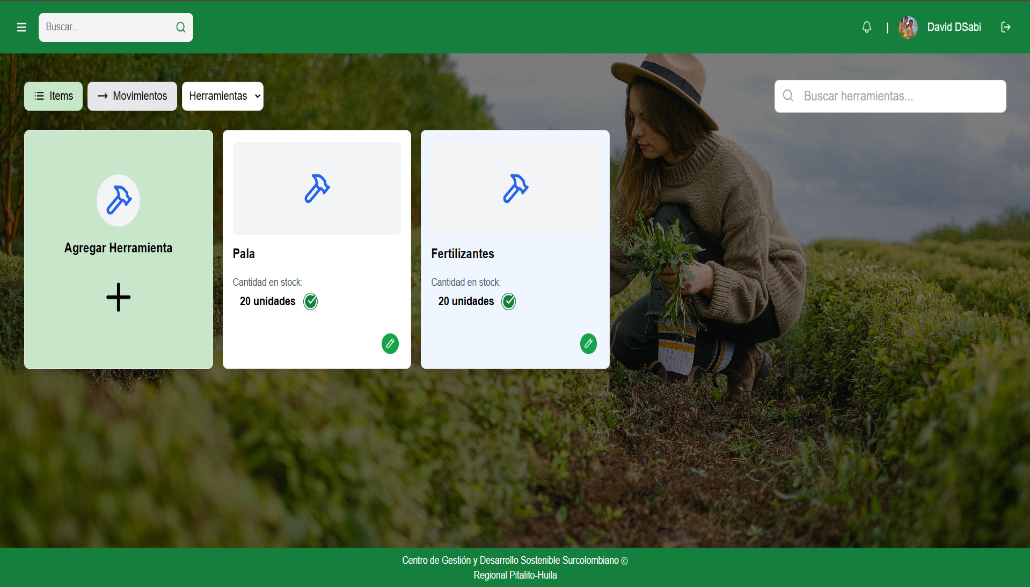 Buscar...
| David DSabi
Items
Movimientos
Herramientas
Buscar herramientas...
Agregar Herramienta
Pala
Cantidad en stock:
20 unidades
Fertilizantes
Cantidad en stock:
20 unidades
Centro de Gestión y Desarrollo Sostenible Surcolombiano ©
Regional Pitalito-Huila